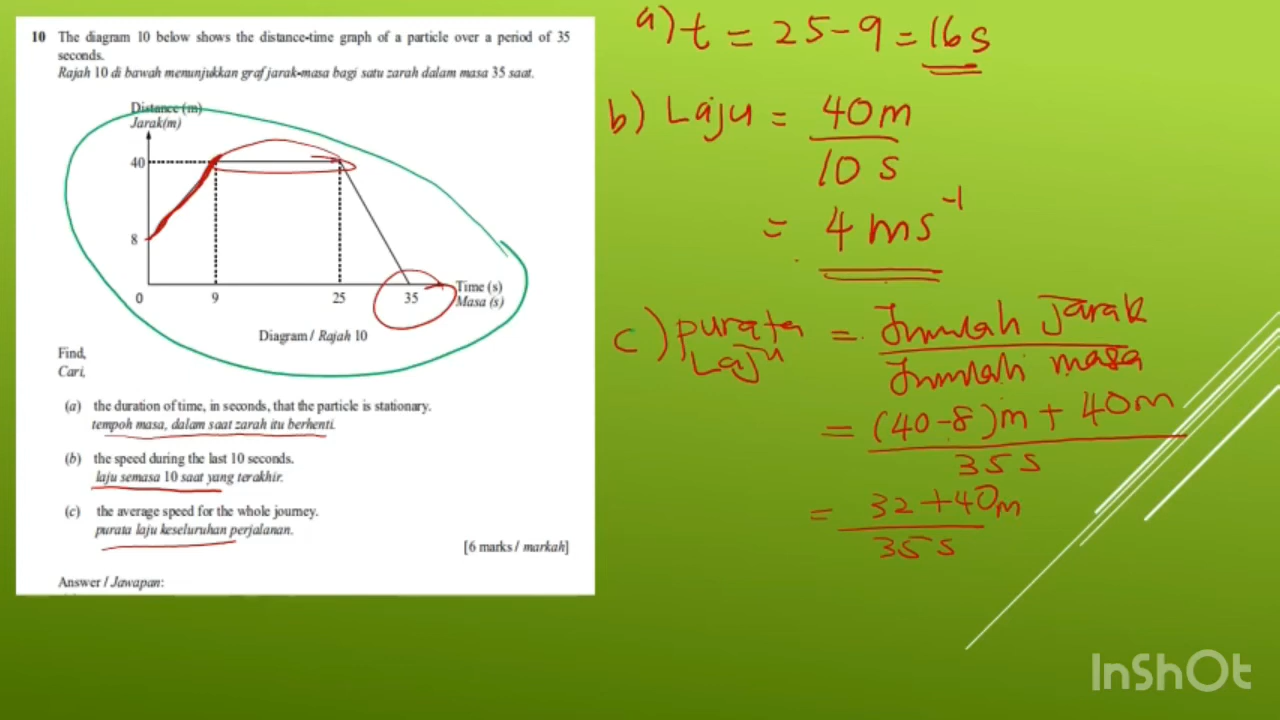 10 The diagram 10 below shows the distance-time graph of a particle over a period of 35
seconds.
Rajah 10 di bawah menunjukkan graf jarak-masa bagi satu zarah dalam masa 35 saat.
Distance (m)
Jarak(m)
40
8
0 9 25 35
Time (s)
Masa (s)
Diagram / Rajah 10
Find,
Cari,
(a) the duration of time, in seconds, that the particle is stationary.
tempoh masa, dalam saat zarah itu berhenti.
(b) the speed during the last 10 seconds.
laju semasa 10 saat yang terakhir.
(c) the average speed for the whole journey.
purata laju keseluruhan perjalanan.
[6 marks / markah]
Answer / Jawapan:
a) t = 25 - 9 = 16 s
b) Laju = 40m
10 s
= 4 ms⁻¹
c) Purata Laju = Jumlah Jarak
Jumlah masa
= (40 - 8)m + 40m
35 s
= 32 + 40m
35 s
InShOt